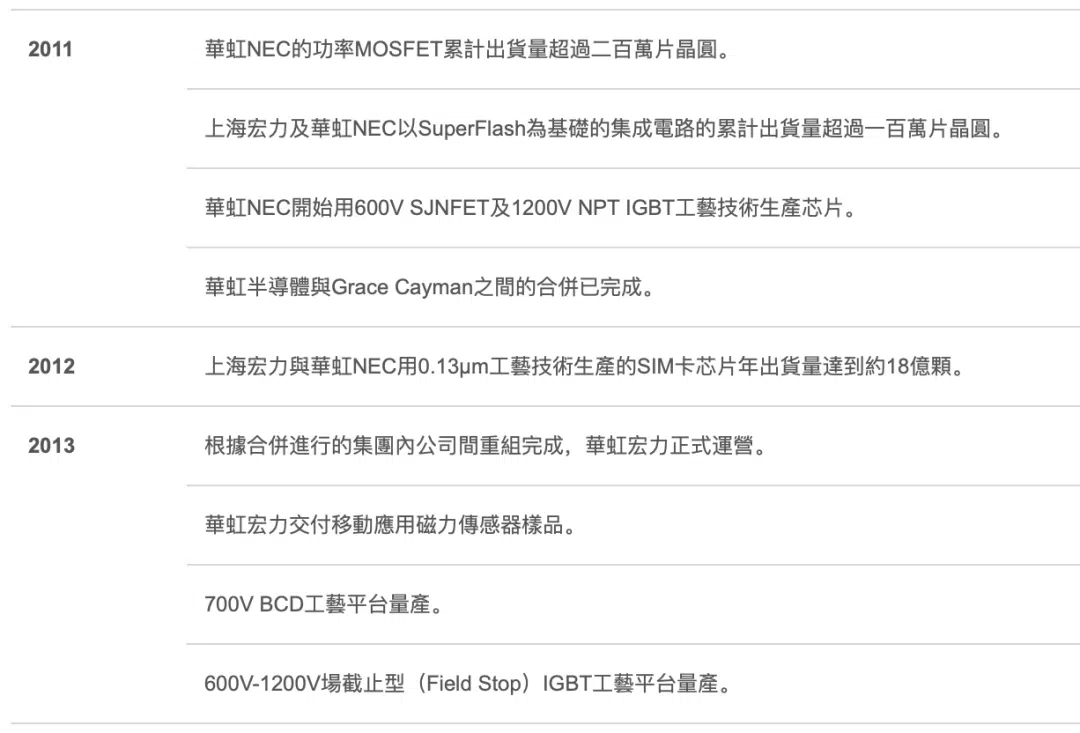 2011 華虹NEC的功率MOSFET累計出貨量超過二百萬片晶圓。
上海宏力及華虹NEC以SuperFlash為基礎的集成電路的累計出貨量超過一百萬片晶圓。
華虹NEC開始用600V SJNFET及1200V NPT IGBT工藝技術生產芯片。
華虹半導體與Grace Cayman之間的合併已完成。
2012 上海宏力與華虹NEC用0.13μm工藝技術生產的SIM卡芯片年出貨量達到約18億顆。
2013 根據合併進行的集團內公司間重組完成，華虹宏力正式運營。
華虹宏力交付移動應用磁力傳感器樣品。
700V BCD工藝平台量產。
600V-1200V場截止型（Field Stop）IGBT工藝平台量產。